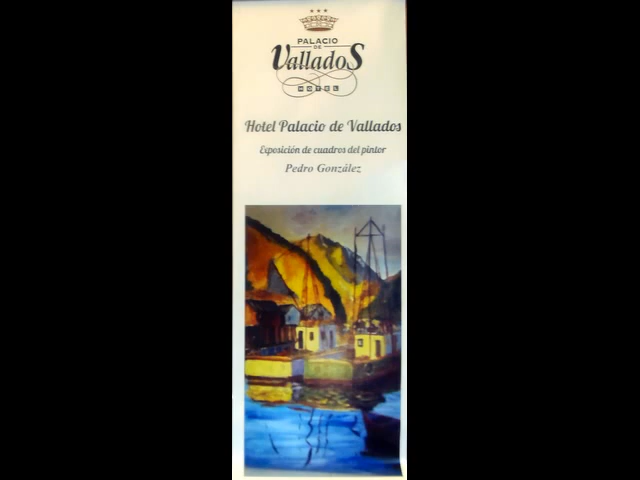 PALACIO
DE
ValladoS
HOTEL
Hotel Palacio de Vallados
Exposición de cuadros del pintor
Pedro González